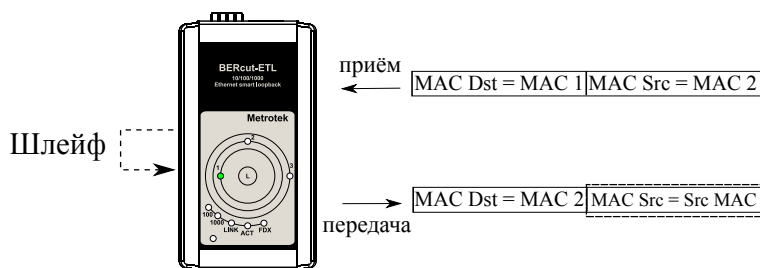 BERcut-ETL
10/100/1000
Ethernet smart loopback
Metrotek
1
2
3
L
100
1000
LINK
ACT
FDX
Шлейф
приём
MAC Dst = MAC 1 MAC Src = MAC 2
передача
MAC Dst = MAC 2 MAC Src = Src MAC